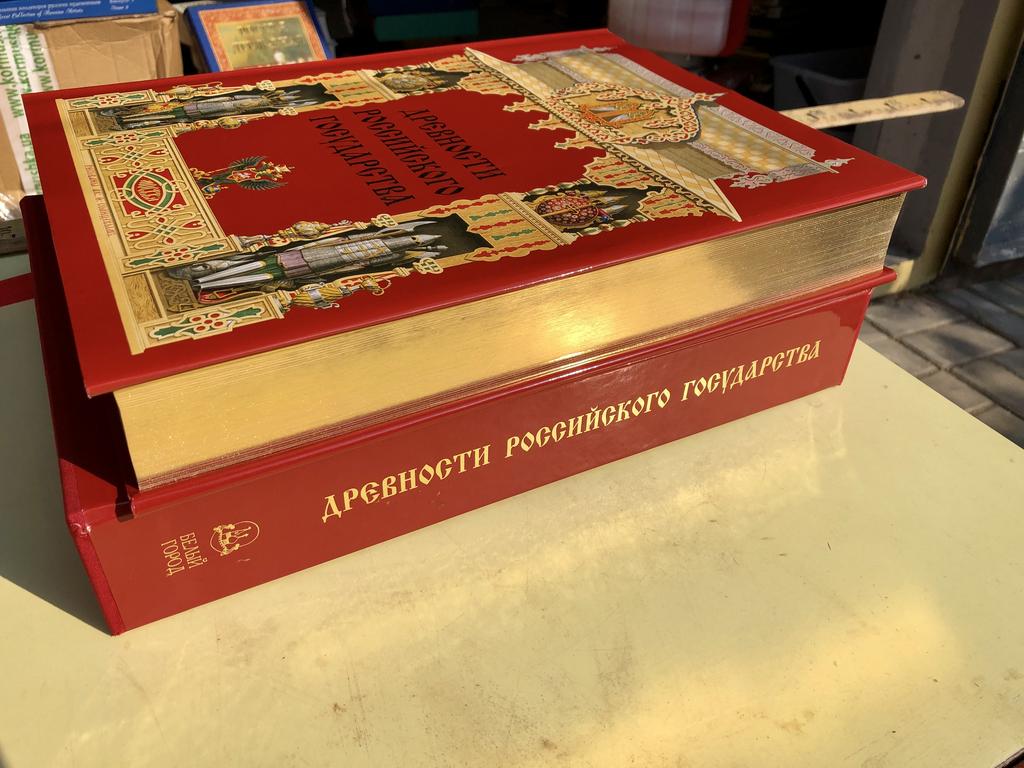 ДРЕВНОСТИ
РОССИЙСКОГО
ГОСУДАРСТВА
ДРЕВНОСТИ РОССИЙСКОГО ГОСУДАРСТВА
БЕЛЫЙ
ГОРОД